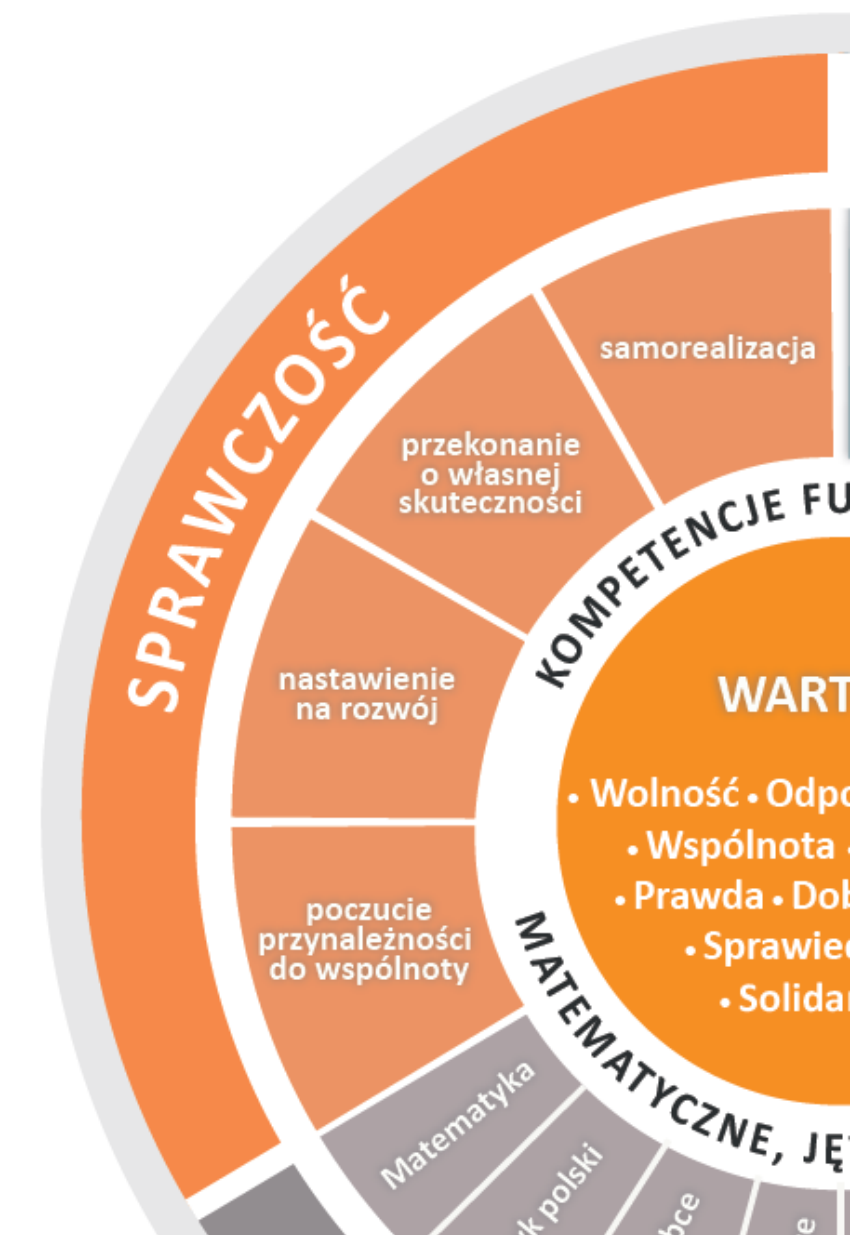 SPRAWCZOŚĆ
samorealizacja
przekonanie
o własnej
skuteczności
nastawienie
na rozwój
poczucie
przynależności
do wspólnoty
KOMPETENCJE FU
WART
• Wolność • Odpo
• Wspólnota •
• Prawda • Dob
• Sprawied
• Solidar
MATEMATYCZNE, JĘ
Matematyka
k polski
bce
e